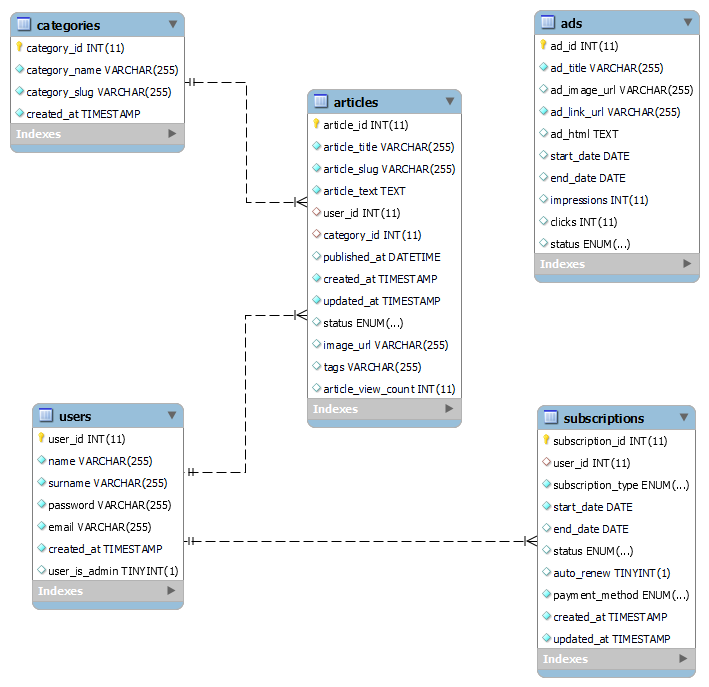 categories
category_id INT(11)
category_name VARCHAR(255)
category_slug VARCHAR(255)
created_at TIMESTAMP
Indexes
articles
article_id INT(11)
article_title VARCHAR(255)
article_slug VARCHAR(255)
article_text TEXT
user_id INT(11)
category_id INT(11)
published_at DATETIME
created_at TIMESTAMP
updated_at TIMESTAMP
status ENUM(...)
image_url VARCHAR(255)
tags VARCHAR(255)
article_view_count INT(11)
Indexes
ads
ad_id INT(11)
ad_title VARCHAR(255)
ad_image_url VARCHAR(255)
ad_link_url VARCHAR(255)
ad_html TEXT
start_date DATE
end_date DATE
impressions INT(11)
clicks INT(11)
status ENUM(...)
Indexes
users
user_id INT(11)
name VARCHAR(255)
surname VARCHAR(255)
password VARCHAR(255)
email VARCHAR(255)
created_at TIMESTAMP
user_is_admin TINYINT(1)
Indexes
subscriptions
subscription_id INT(11)
user_id INT(11)
subscription_type ENUM(...)
start_date DATE
end_date DATE
status ENUM(...)
auto_renew TINYINT(1)
payment_method ENUM(...)
created_at TIMESTAMP
updated_at TIMESTAMP
Indexes